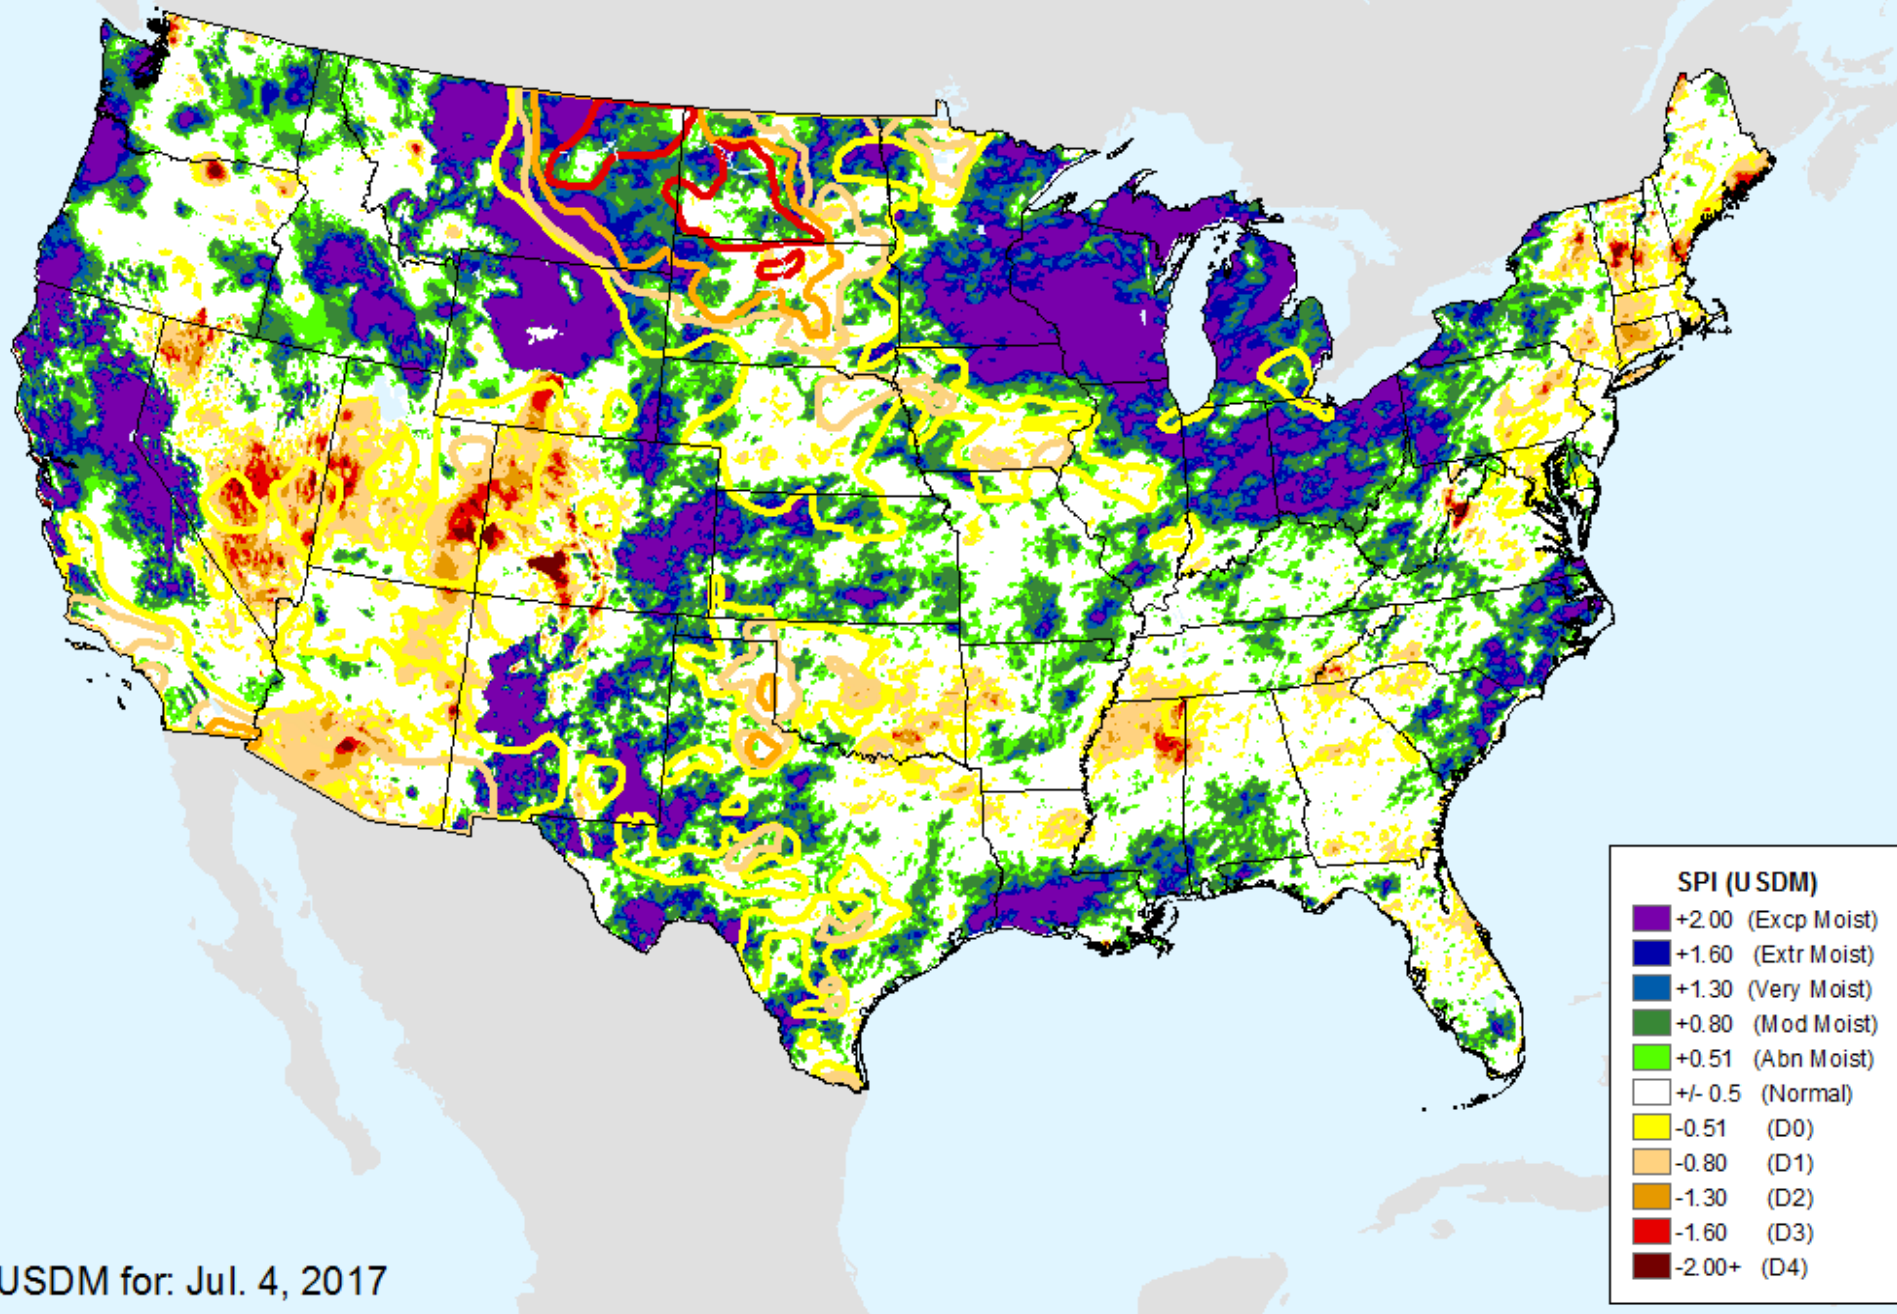 SPI (USDM)
+2.00 (Excp Moist)
+1.60 (Extr Moist)
+1.30 (Very Moist)
+0.80 (Mod Moist)
+0.51 (Abn Moist)
+/- 0.5 (Normal)
-0.51 (D0)
-0.80 (D1)
-1.30 (D2)
-1.60 (D3)
-2.00+ (D4)
USDM for: Jul. 4, 2017